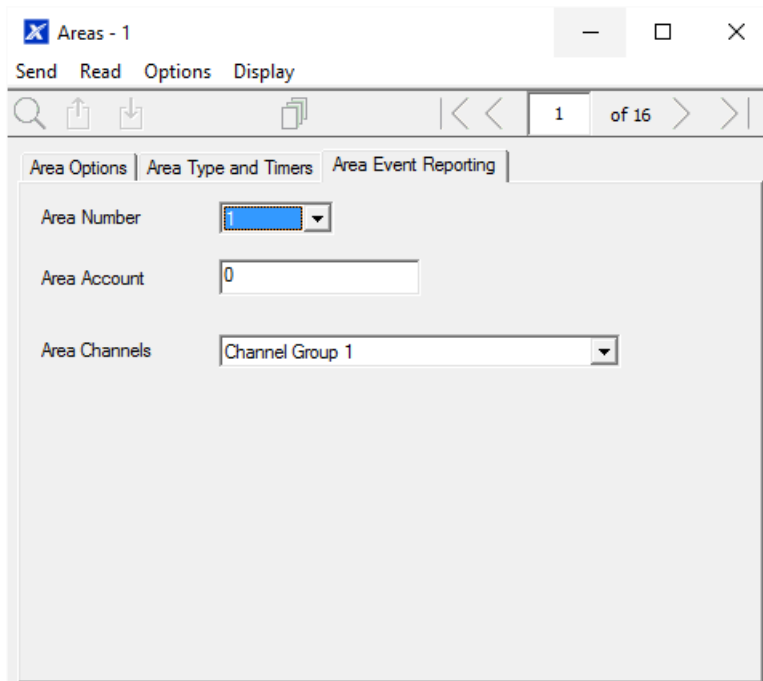 Areas - 1
Send Read Options Display
1 of 16
Area Options Area Type and Timers Area Event Reporting
Area Number 1
Area Account 0
Area Channels Channel Group 1